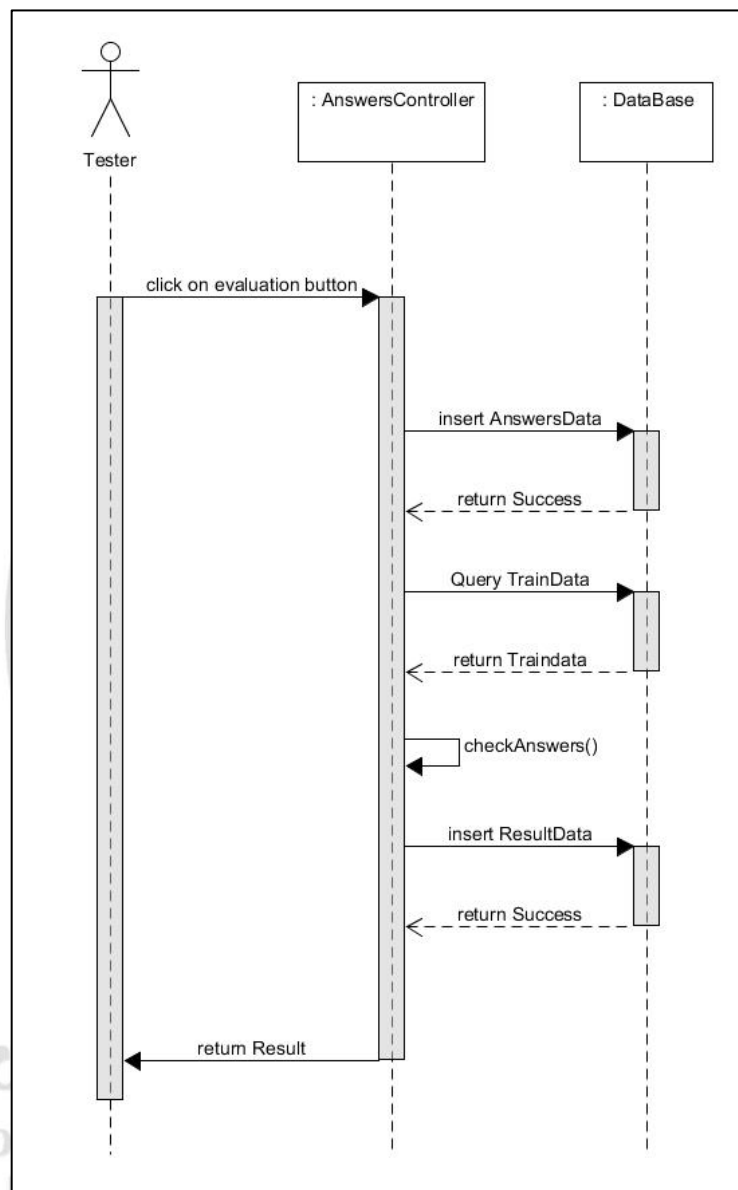 : AnswersController
: DataBase
Tester
click on evaluation button
insert AnswersData
return Success
Query TrainData
return Traindata
checkAnswers()
insert ResultData
return Success
return Result